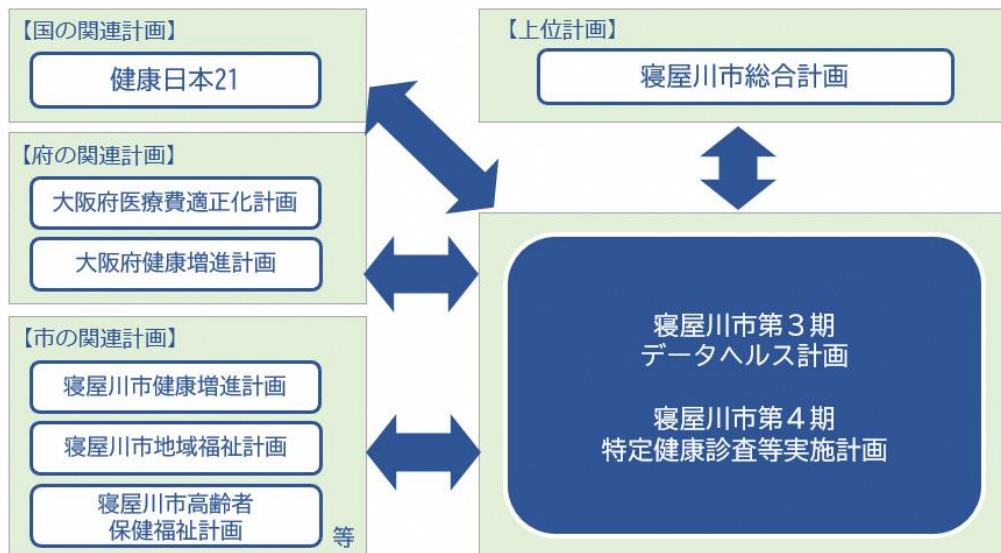 【国の関連計画】
健康日本21
【府の関連計画】
大阪府医療費適正化計画
大阪府健康増進計画
【市の関連計画】
寝屋川市健康増進計画
寝屋川市地域福祉計画
寝屋川市高齢者
保健福祉計画
等
【上位計画】
寝屋川市総合計画
寝屋川市第3期
データヘルス計画
寝屋川市第4期
特定健康診査等実施計画